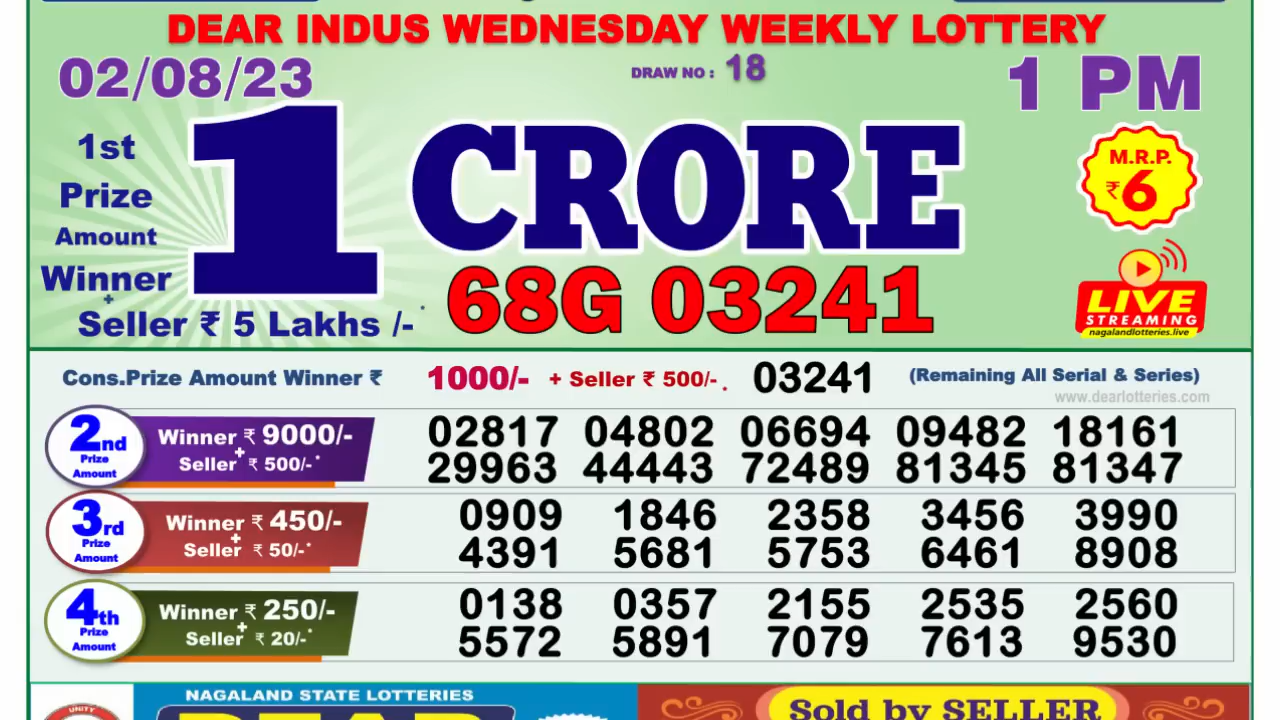 DEAR INDUS WEDNESDAY WEEKLY LOTTERY
02/08/23
DRAW NO : 18
1 PM
1st
Prize
Amount
Winner
+
Seller ₹ 5 Lakhs /-*
1 CRORE
68G 03241
M.R.P.
₹6
LIVE
STREAMING
nagalandlotteries.live
Cons.Prize Amount Winner ₹ 1000/- + Seller ₹ 500/-. 03241 (Remaining All Serial & Series)
www.dearlotteries.com
2nd
Prize
Amount
Winner ₹ 9000/-
+
Seller ₹ 500/-*
02817 04802 06694 09482 18161
29963 44443 72489 81345 81347
3rd
Prize
Amount
Winner ₹ 450/-
+
Seller ₹ 50/-*
0909 1846 2358 3456 3990
4391 5681 5753 6461 8908
4th
Prize
Amount
Winner ₹ 250/-
+
Seller ₹ 20/-*
0138 0357 2155 2535 2560
5572 5891 7079 7613 9530
UNITY
NAGALAND STATE LOTTERIES
DEAR
Sold by SELLER